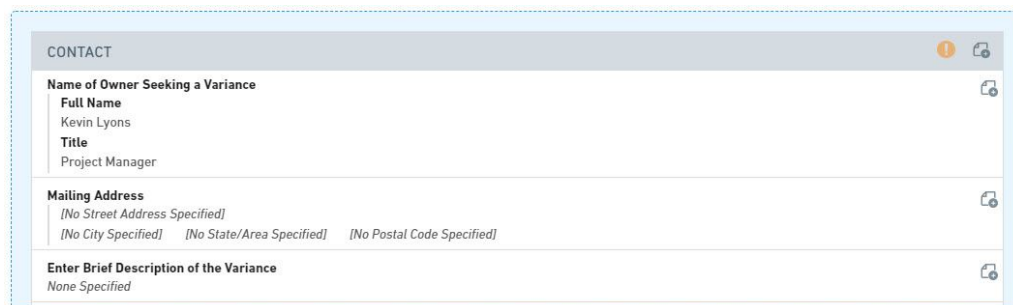 CONTACT
Name of Owner Seeking a Variance
Full Name
Kevin Lyons
Title
Project Manager
Mailing Address
[No Street Address Specified]
[No City Specified] [No State/Area Specified] [No Postal Code Specified]
Enter Brief Description of the Variance
None Specified